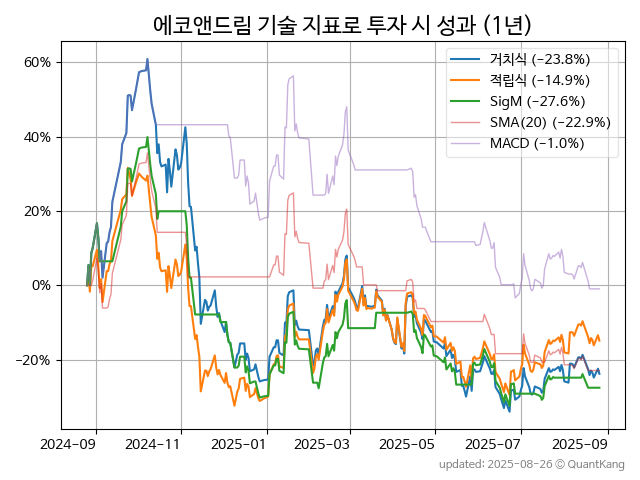 에코앤드림 기술 지표로 투자 시 성과 (1년)
거치식 (−23.8%)
적립식 (−14.9%)
SigM (−27.6%)
SMA(20) (−22.9%)
MACD (−1.0%)
60%
40%
20%
0%
−20%
2024−09 2024−11 2025−01 2025−03 2025−05 2025−07 2025−09
updated: 2025-08-26 © QuantKang